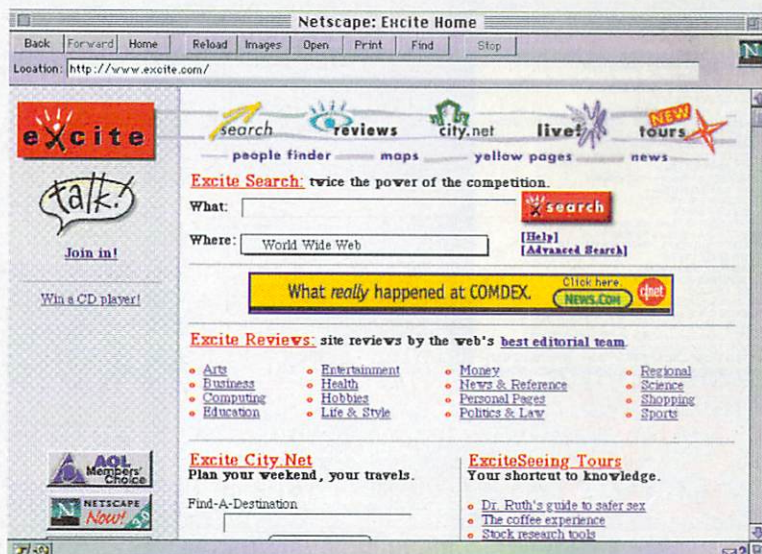 Netscape: Excite Home
Back Forward Home Reload Images Open Print Find Stop
N
Location: http://www.excite.com/
excite
search reviews city.net live! NEW tours
people finder maps yellow pages news
talk!
Join in!
Win a CD player!
Excite Search: twice the power of the competition.
What: search
Where: World Wide Web
[Help]
[Advanced Search]
What really happened at COMDEX. Click here NEWS.COM c|net
Excite Reviews: site reviews by the web's best editorial team.
Arts Entertainment Money Regional
Business Health News & Reference Science
Computing Hobbies Personal Pages Shopping
Education Life & Style Politics & Law Sports
AOL Members' Choice
N NETSCAPE Now! 3.0
Excite City.Net
Plan your weekend, your travels.
Find-A-Destination
ExciteSeeing Tours
Your shortcut to knowledge.
Dr. Ruth's guide to safer sex
The coffee experience
Stock research tools